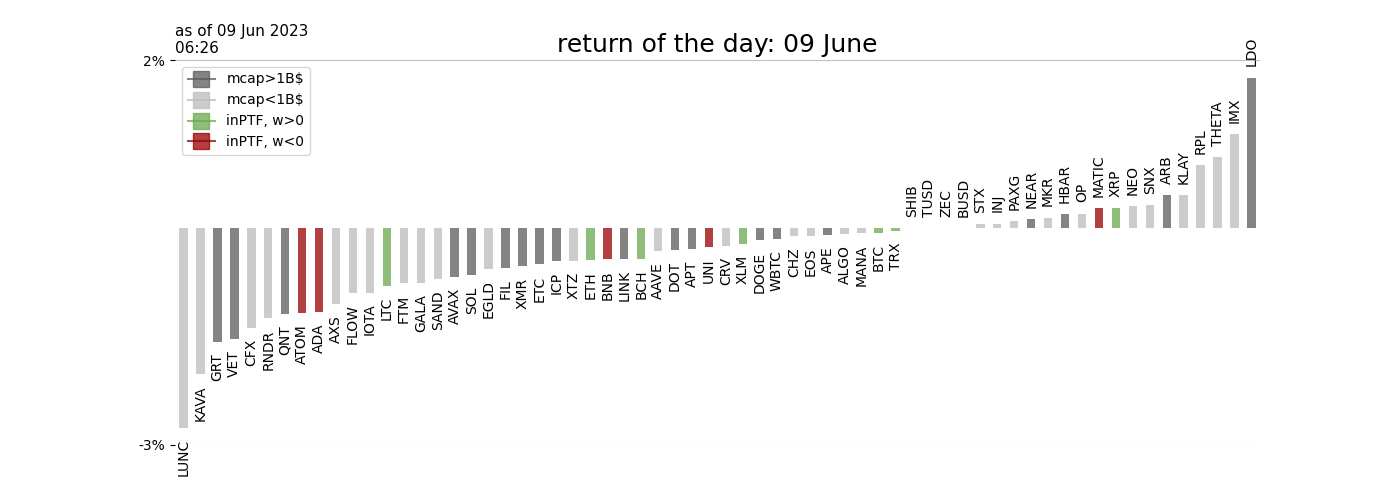 as of 09 Jun 2023
06:26
return of the day: 09 June
2%
mcap>1B$
mcap<1B$
inPTF, w>0
inPTF, w<0
-3%
LUNC
KAVA
GRT
VET
CFX
RNDR
QNT
ATOM
ADA
AXS
FLOW
IOTA
LTC
FTM
GALA
SAND
AVAX
SOL
EGLD
FIL
XMR
ETC
ICP
XTZ
ETH
BNB
LINK
BCH
AAVE
DOT
APT
UNI
CRV
XLM
DOGE
WBTC
CHZ
EOS
APE
ALGO
MANA
BTC
TRX
SHIB
TUSD
ZEC
BUSD
STX
INJ
PAXG
NEAR
MKR
HBAR
OP
MATIC
XRP
NEO
SNX
ARB
KLAY
RPL
THETA
IMX
LDO